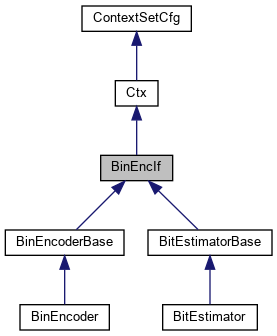 ContextSetCfg
Ctx
BinEncIf
BinEncoderBase
BitEstimatorBase
BinEncoder
BitEstimator